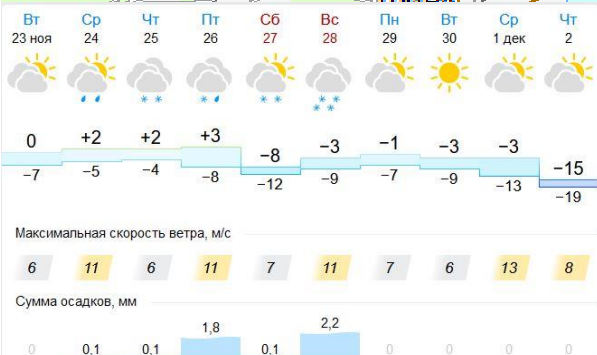 Вт Ср Чт Пт Сб Вс Пн Вт Ср Чт
23 ноя 24 25 26 27 28 29 30 1 дек 2
0 +2 +2 +3 −8 −3 −1 −3 −3 −15
−7 −5 −4 −8 −12 −9 −7 −9 −13 −19
Максимальная скорость ветра, м/с
6 11 6 11 7 11 7 6 13 8
Сумма осадков, мм
0 0,1 0,1 1,8 0,1 2,2 0 0 0 0